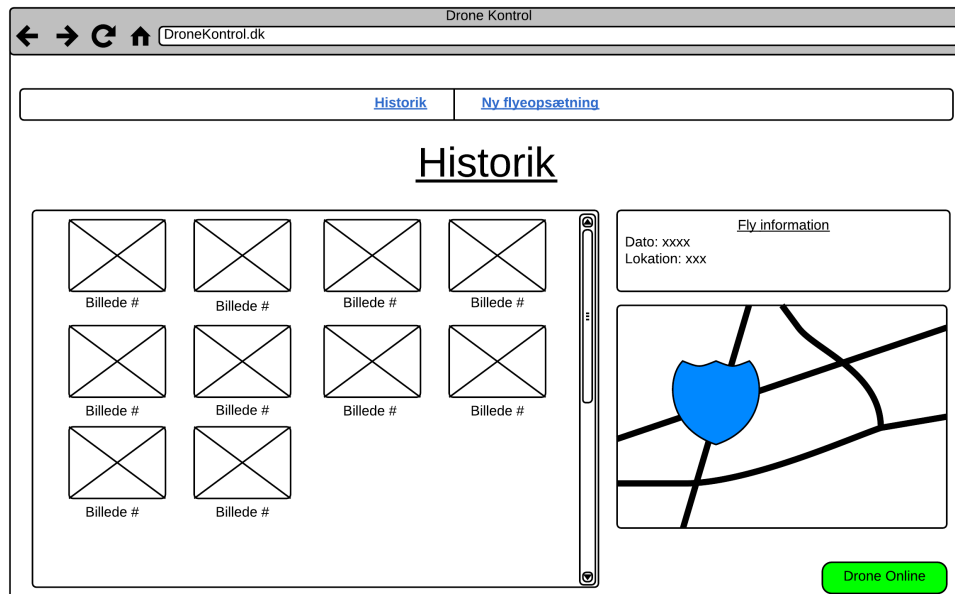 Drone Kontrol
DroneKontrol.dk
Historik
Ny flyeopsætning
Historik
Billede #
Billede #
Billede #
Billede #
Billede #
Billede #
Billede #
Billede #
Billede #
Billede #
Fly information
Dato: xxxx
Lokation: xxx
Drone Online